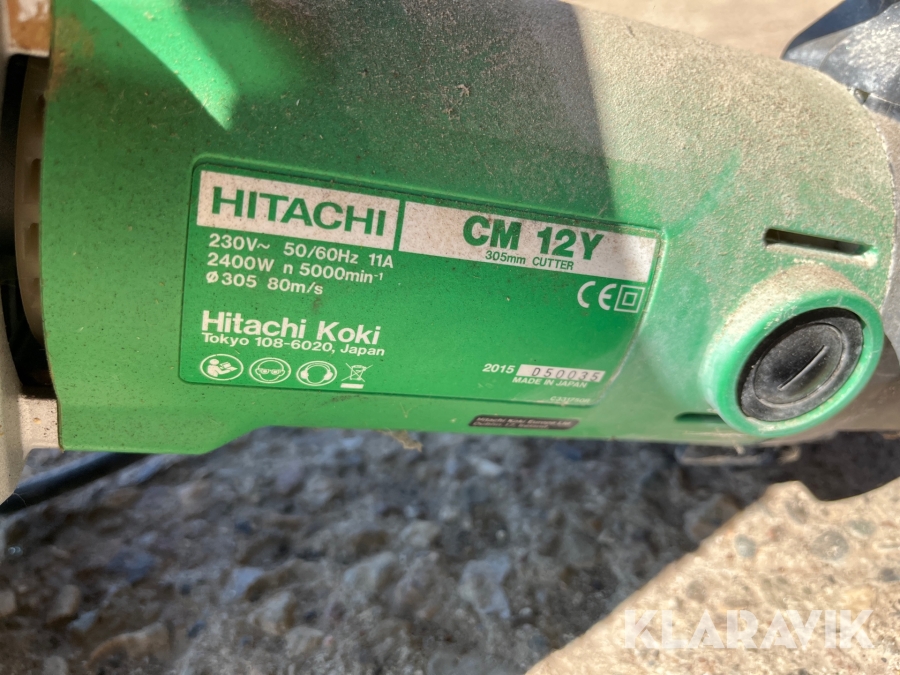 HITACHI
CM 12Y
305mm CUTTER
230V~ 50/60Hz 11A
2400W n 5000min-1
Ø305 80m/s
CE
Hitachi Koki
Tokyo 108-6020, Japan
2015 050035
MADE IN JAPAN
KLARAVIK